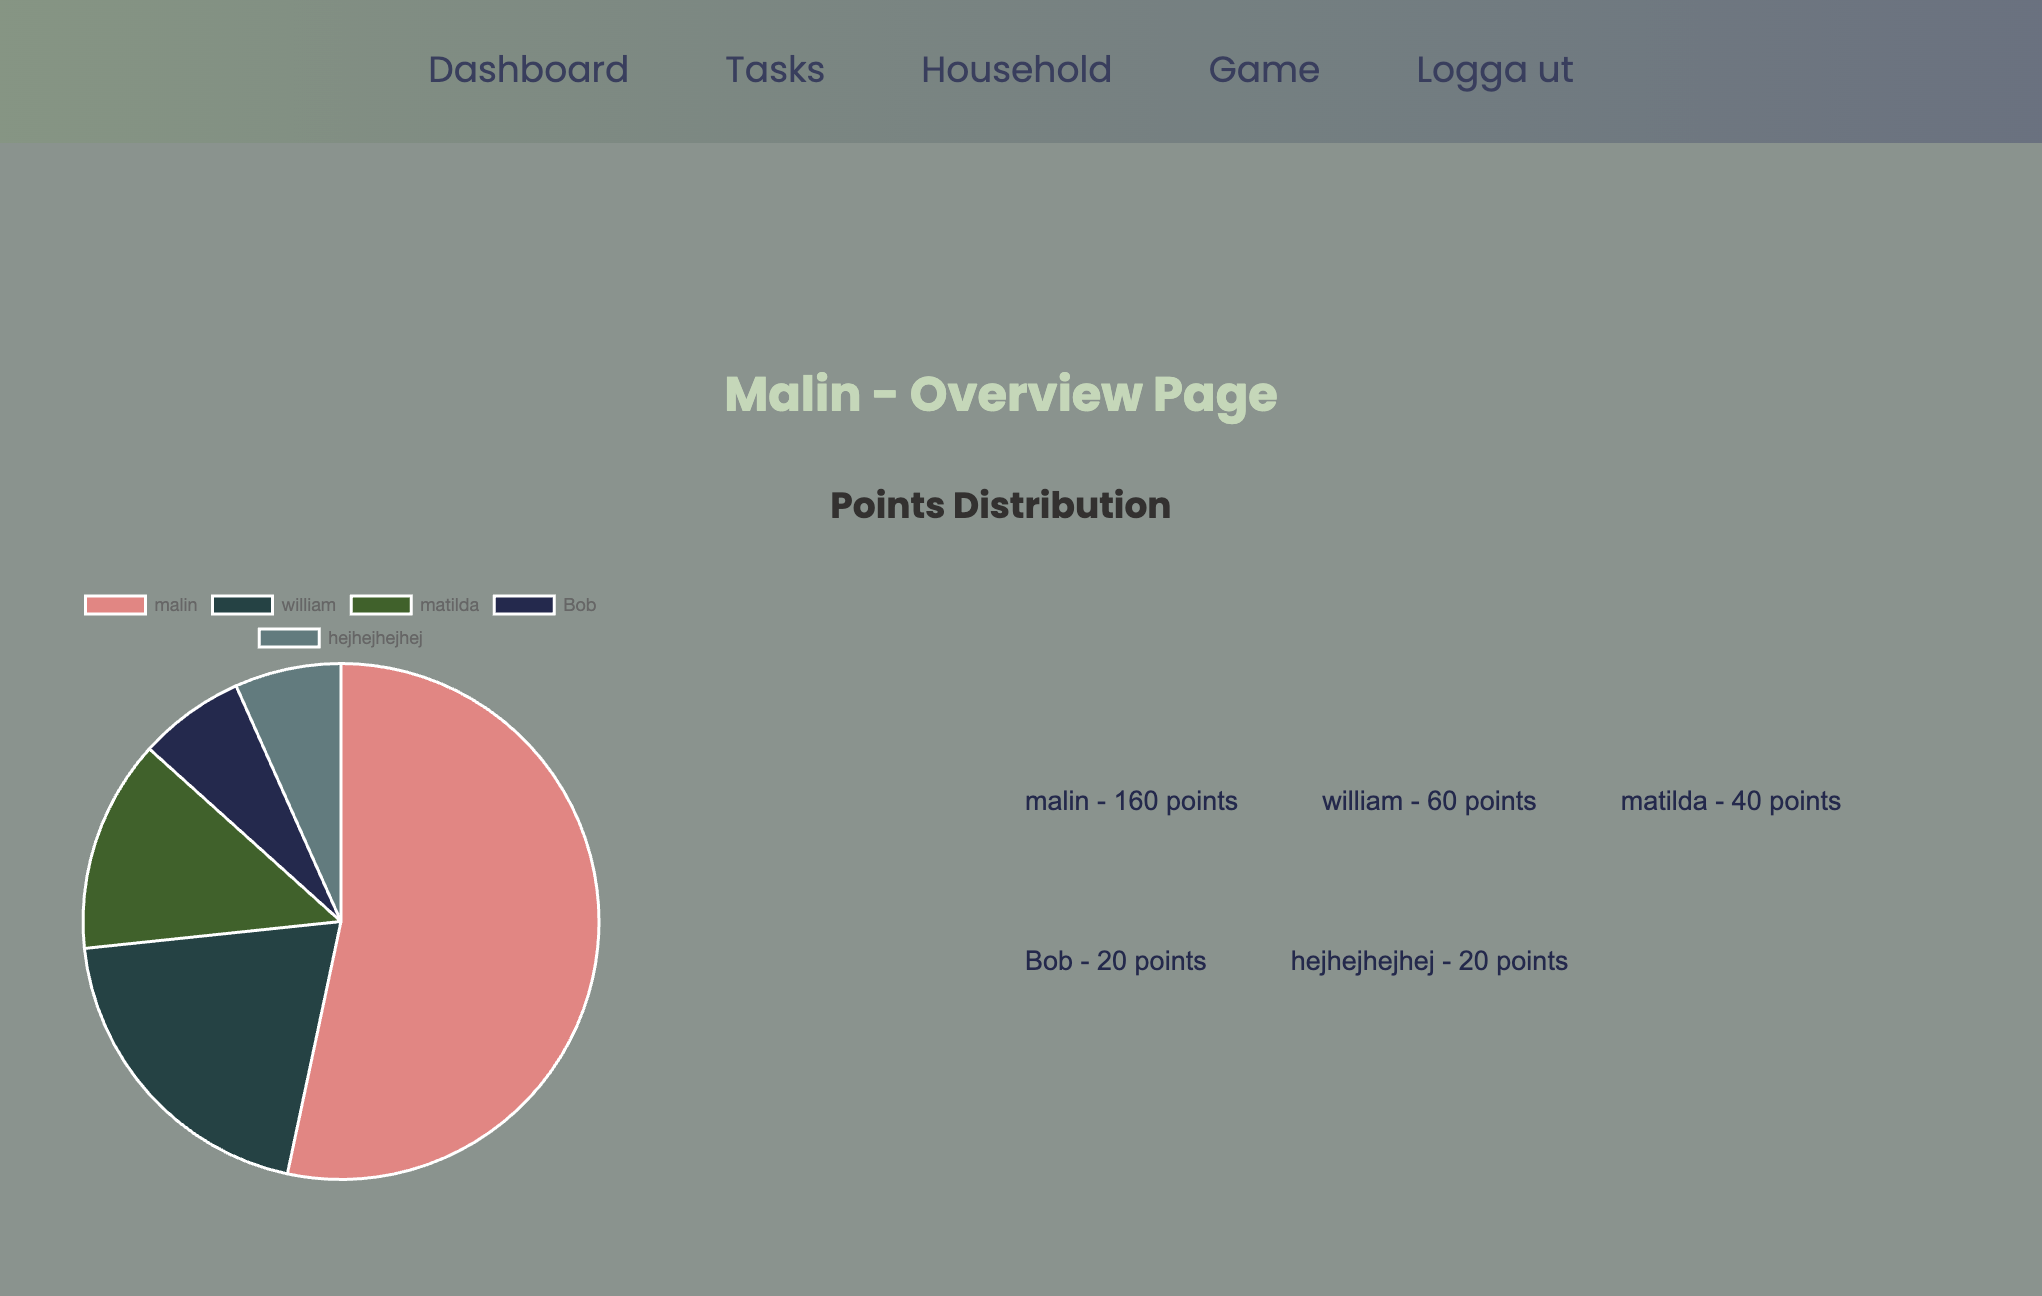 Dashboard Tasks Household Game Logga ut
Malin - Overview Page
Points Distribution
malin william matilda Bob
hejhejhejhej
malin - 160 points william - 60 points matilda - 40 points
Bob - 20 points hejhejhejhej - 20 points